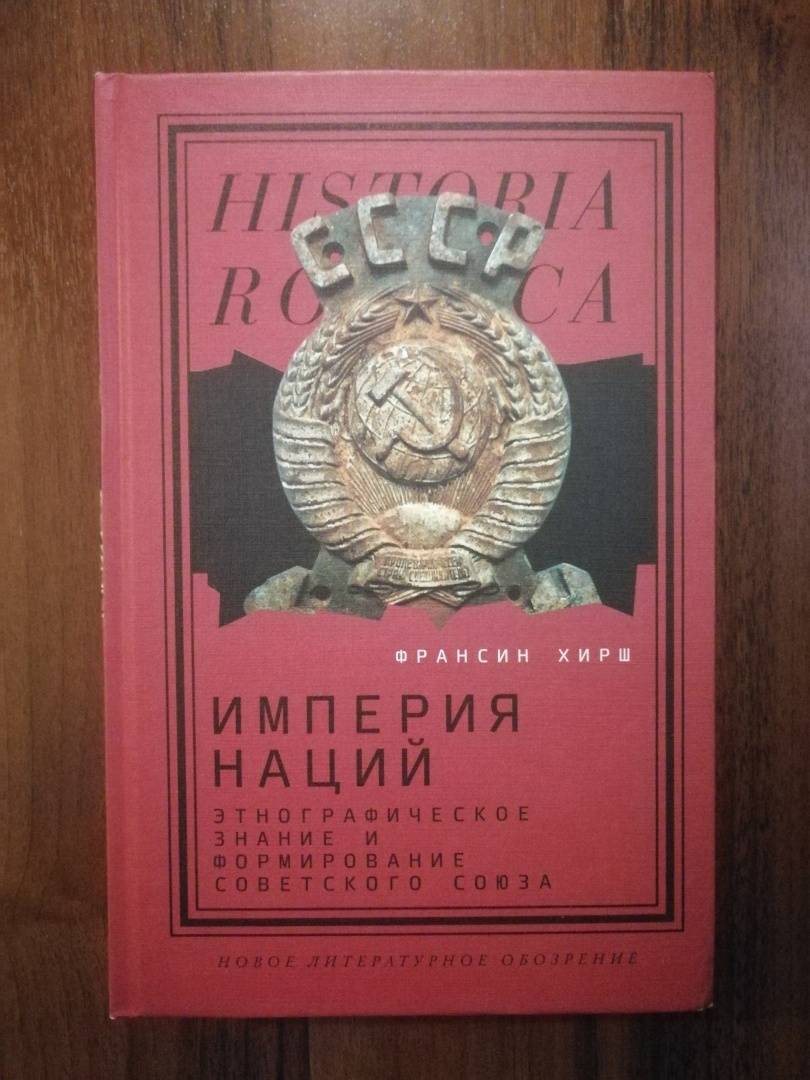 HISTORIA
СССР
RO CA
ФРАНСИН ХИРШ
ИМПЕРИЯ
НАЦИЙ
ЭТНОГРАФИЧЕСКОЕ
ЗНАНИЕ И
ФОРМИРОВАНИЕ
СОВЕТСКОГО СОЮЗА
НОВОЕ ЛИТЕРАТУРНОЕ ОБОЗРЕНИЕ